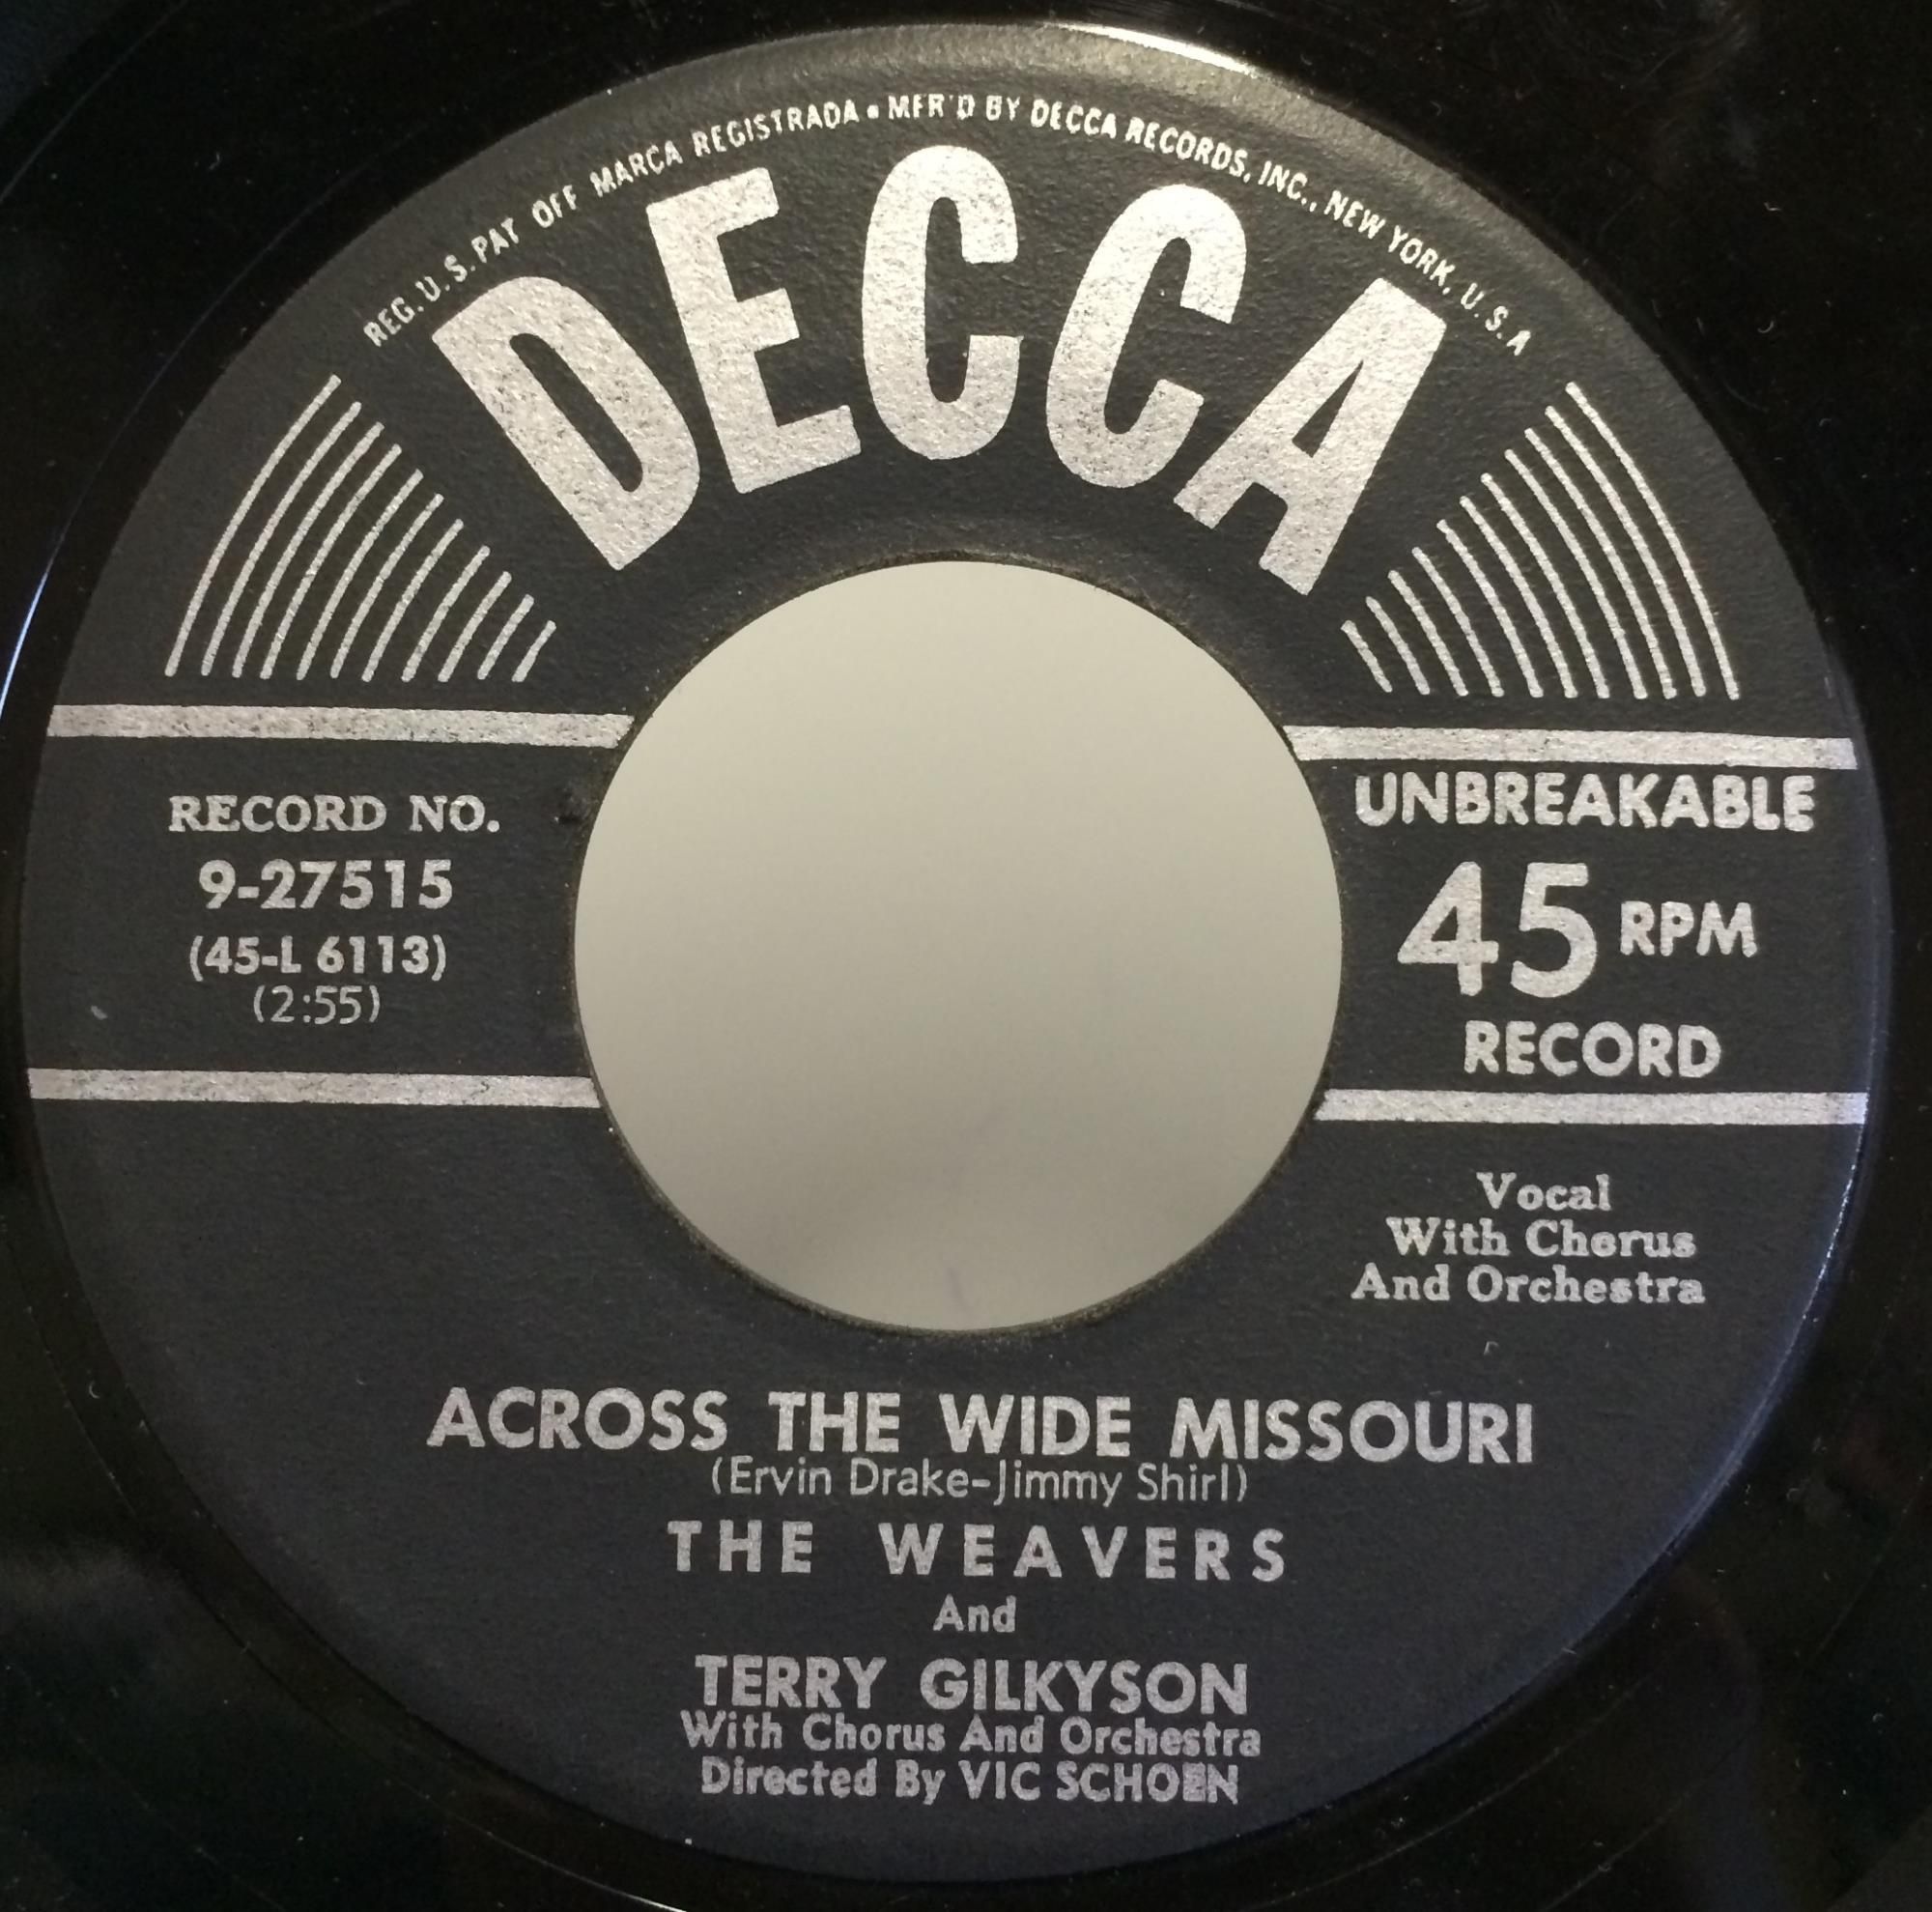 REG. U. S. PAT OFF MARCA REGISTRADA • MFR'D BY DECCA RECORDS, INC., NEW YORK, U. S. A
DECCA
RECORD NO.
9-27515
(45-L 6113)
(2:55)
UNBREAKABLE
45 RPM
RECORD
Vocal
With Chorus
And Orchestra
ACROSS THE WIDE MISSOURI
(Ervin Drake-Jimmy Shirl)
THE WEAVERS
And
TERRY GILKYSON
With Chorus And Orchestra
Directed By VIC SCHOEN